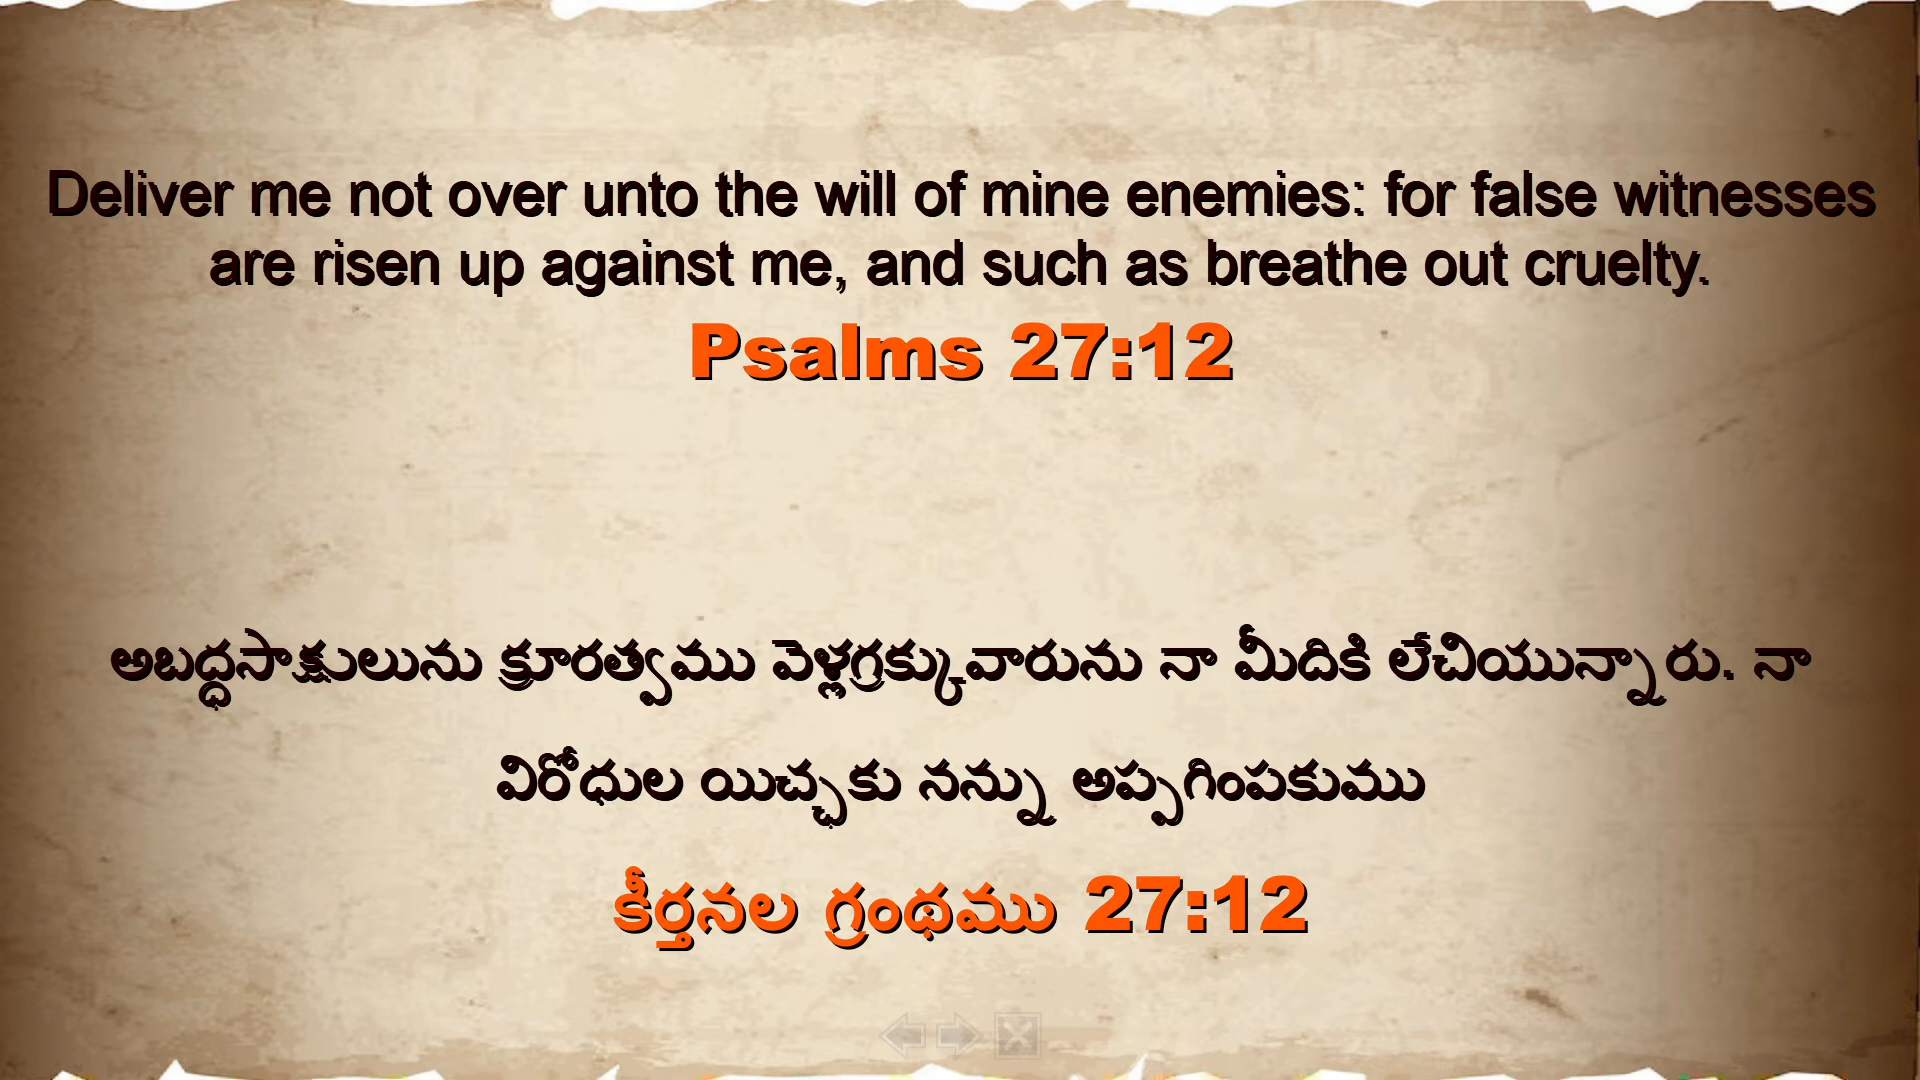 Deliver me not over unto the will of mine enemies: for false witnesses
are risen up against me, and such as breathe out cruelty.
Psalms 27:12
అబద్ధసాక్షులును క్రూరత్వము వెళ్లగ్రక్కువారును నా మీదికి లేచియున్నారు. నా
విరోధుల యిచ్ఛకు నన్ను అప్పగింపకుము
కీర్తనల గ్రంథము 27:12